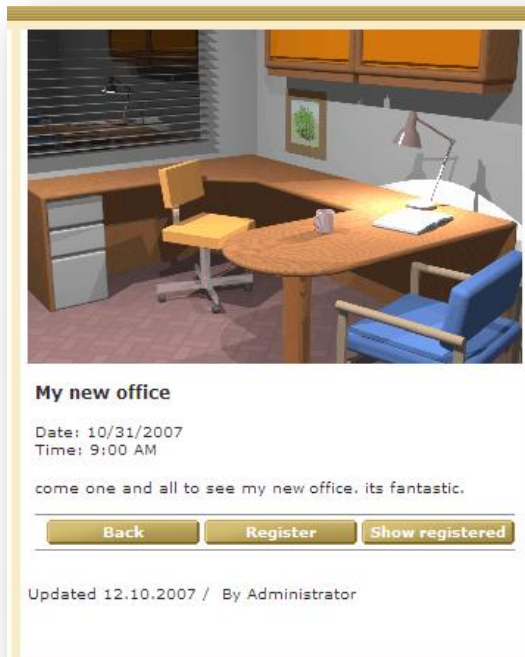 My new office
Date: 10/31/2007
Time: 9:00 AM
come one and all to see my new office. its fantastic.
Back Register Show registered
Updated 12.10.2007 / By Administrator